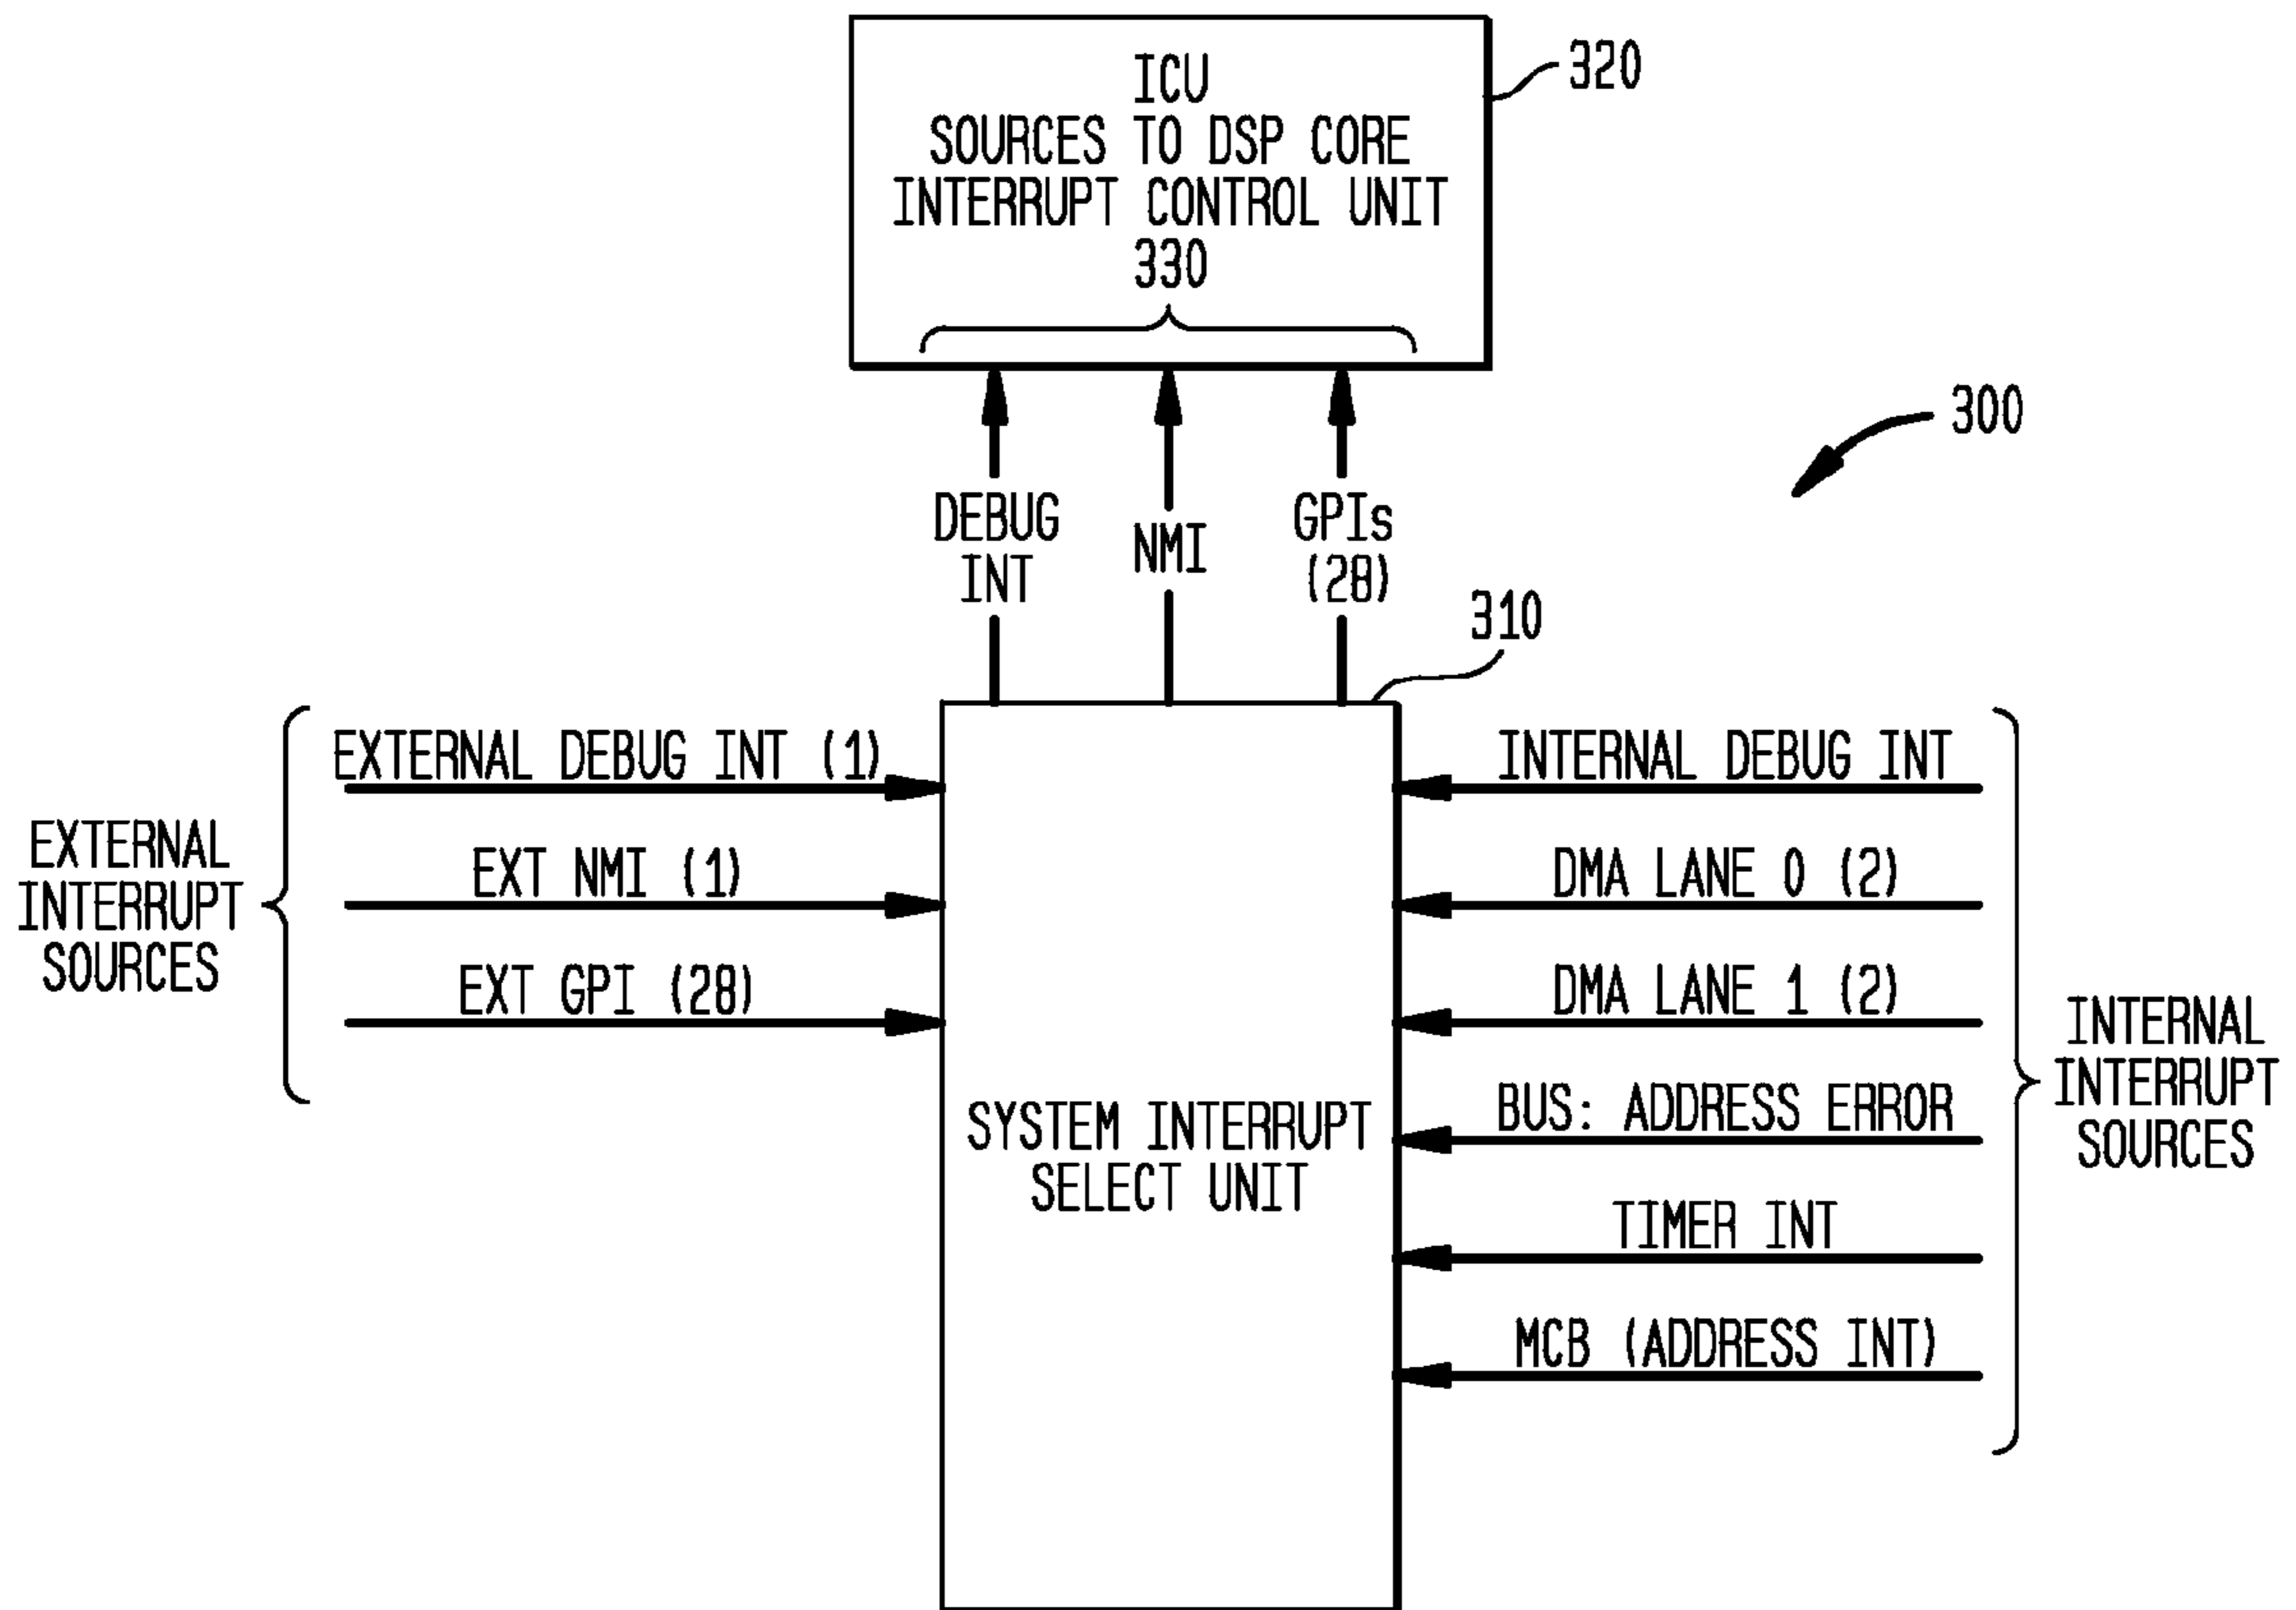 ICU
SOURCES TO DSP CORE
INTERRUPT CONTROL UNIT
330
320
300
DEBUG
INT
NMI
GPIs
(28)
310
EXTERNAL
INTERRUPT
SOURCES
EXTERNAL DEBUG INT (1)
EXT NMI (1)
EXT GPI (28)
SYSTEM INTERRUPT
SELECT UNIT
INTERNAL DEBUG INT
DMA LANE 0 (2)
DMA LANE 1 (2)
BUS: ADDRESS ERROR
TIMER INT
MCB (ADDRESS INT)
INTERNAL
INTERRUPT
SOURCES